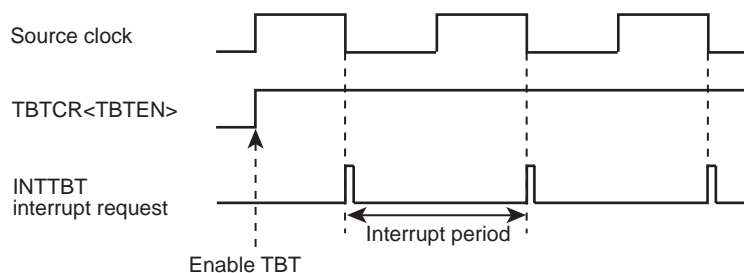 Source clock
TBTCR<TBTEN>
INTTBT
interrupt request
Interrupt period
Enable TBT